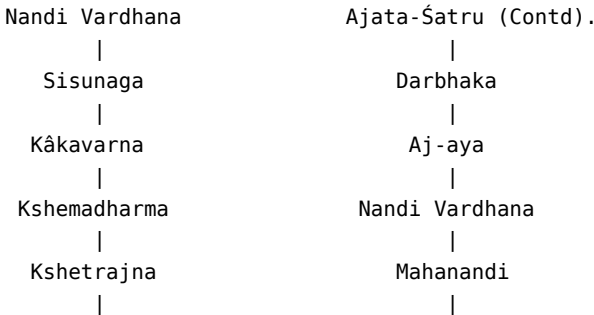 Nandi Vardhana Ajata-Śatru (Contd).
| |
Sisunaga Darbhaka
| |
Kâkavarna Aj-aya
| |
Kshemadharma Nandi Vardhana
| |
Kshetrajna Mahanandi
| |